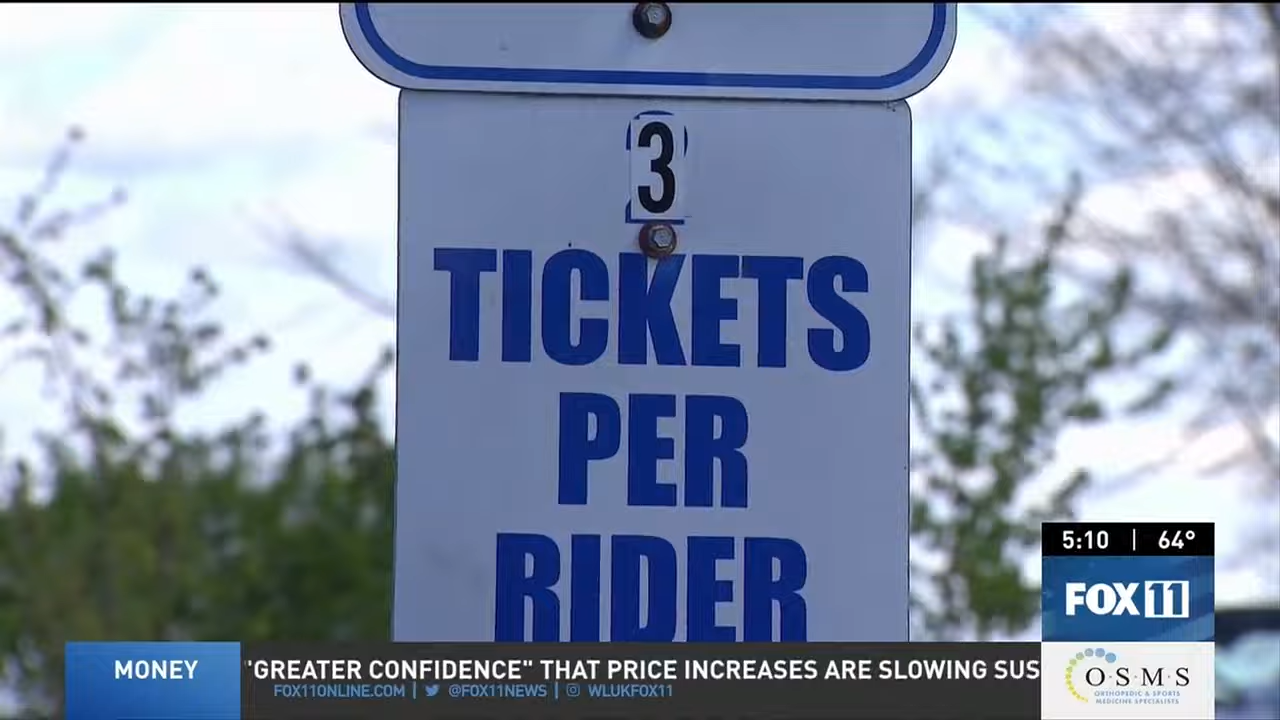 3
TICKETS
PER
RIDER
5:10 | 64°
FOX 11
MONEY
"GREATER CONFIDENCE" THAT PRICE INCREASES ARE SLOWING SUS
FOX11ONLINE.COM | @FOX11NEWS | WLUKFOX11
O·S·M·S
ORTHOPEDIC & SPORTS
MEDICINE SPECIALISTS